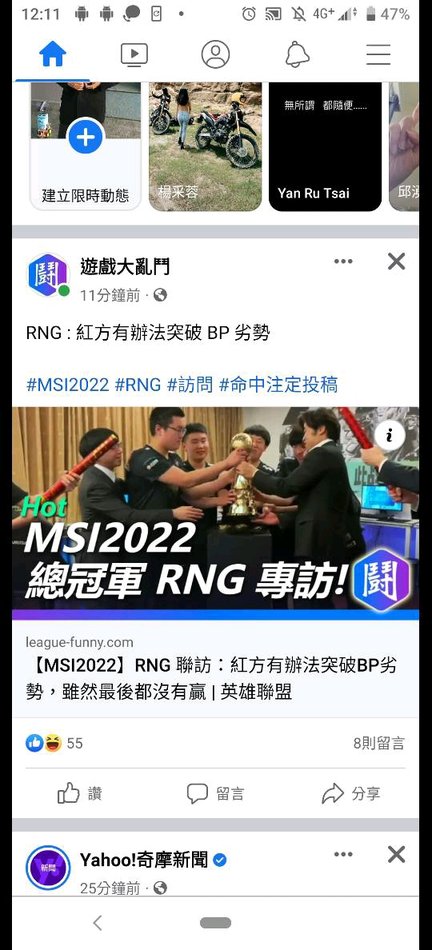 12:11
4G+
47%
無所謂 都隨便......
建立限時動態
楊采蓉
Yan Ru Tsai
邱
鬪
遊戲大亂鬥
11分鐘前
RNG : 紅方有辦法突破 BP 劣勢
#MSI2022 #RNG #訪問 #命中注定投稿
i
Hot
MSI2022
總冠軍 RNG 專訪!
鬪
league-funny.com
【MSI2022】RNG 聯訪：紅方有辦法突破BP劣
勢，雖然最後都沒有贏 | 英雄聯盟
55
8則留言
讚
留言
分享
新聞
Yahoo!奇摩新聞
25分鐘前